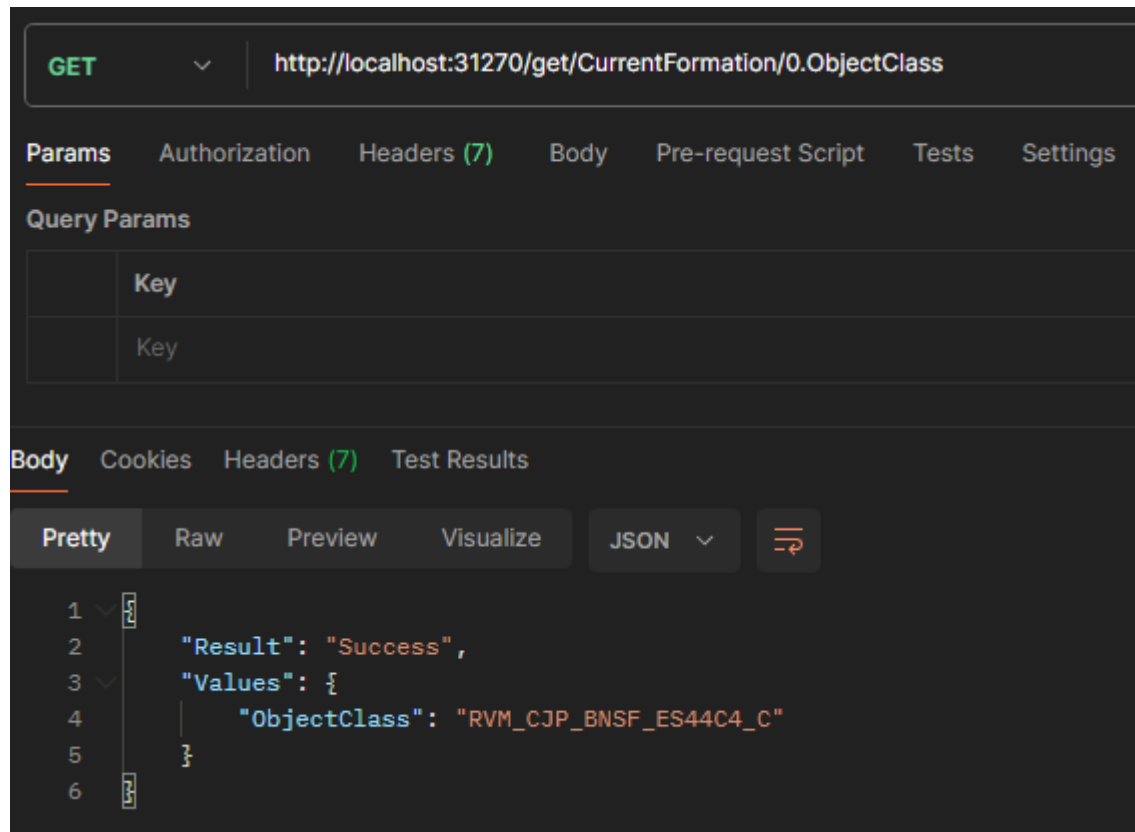 GET http://localhost:31270/get/CurrentFormation/0.ObjectClass
Params Authorization Headers (7) Body Pre-request Script Tests Settings
Query Params
Key
Key
Body Cookies Headers (7) Test Results
Pretty Raw Preview Visualize JSON
1 {
2 "Result": "Success",
3 "Values": {
4 "ObjectClass": "RVM_CJP_BNSF_ES44C4_C"
5 }
6 }